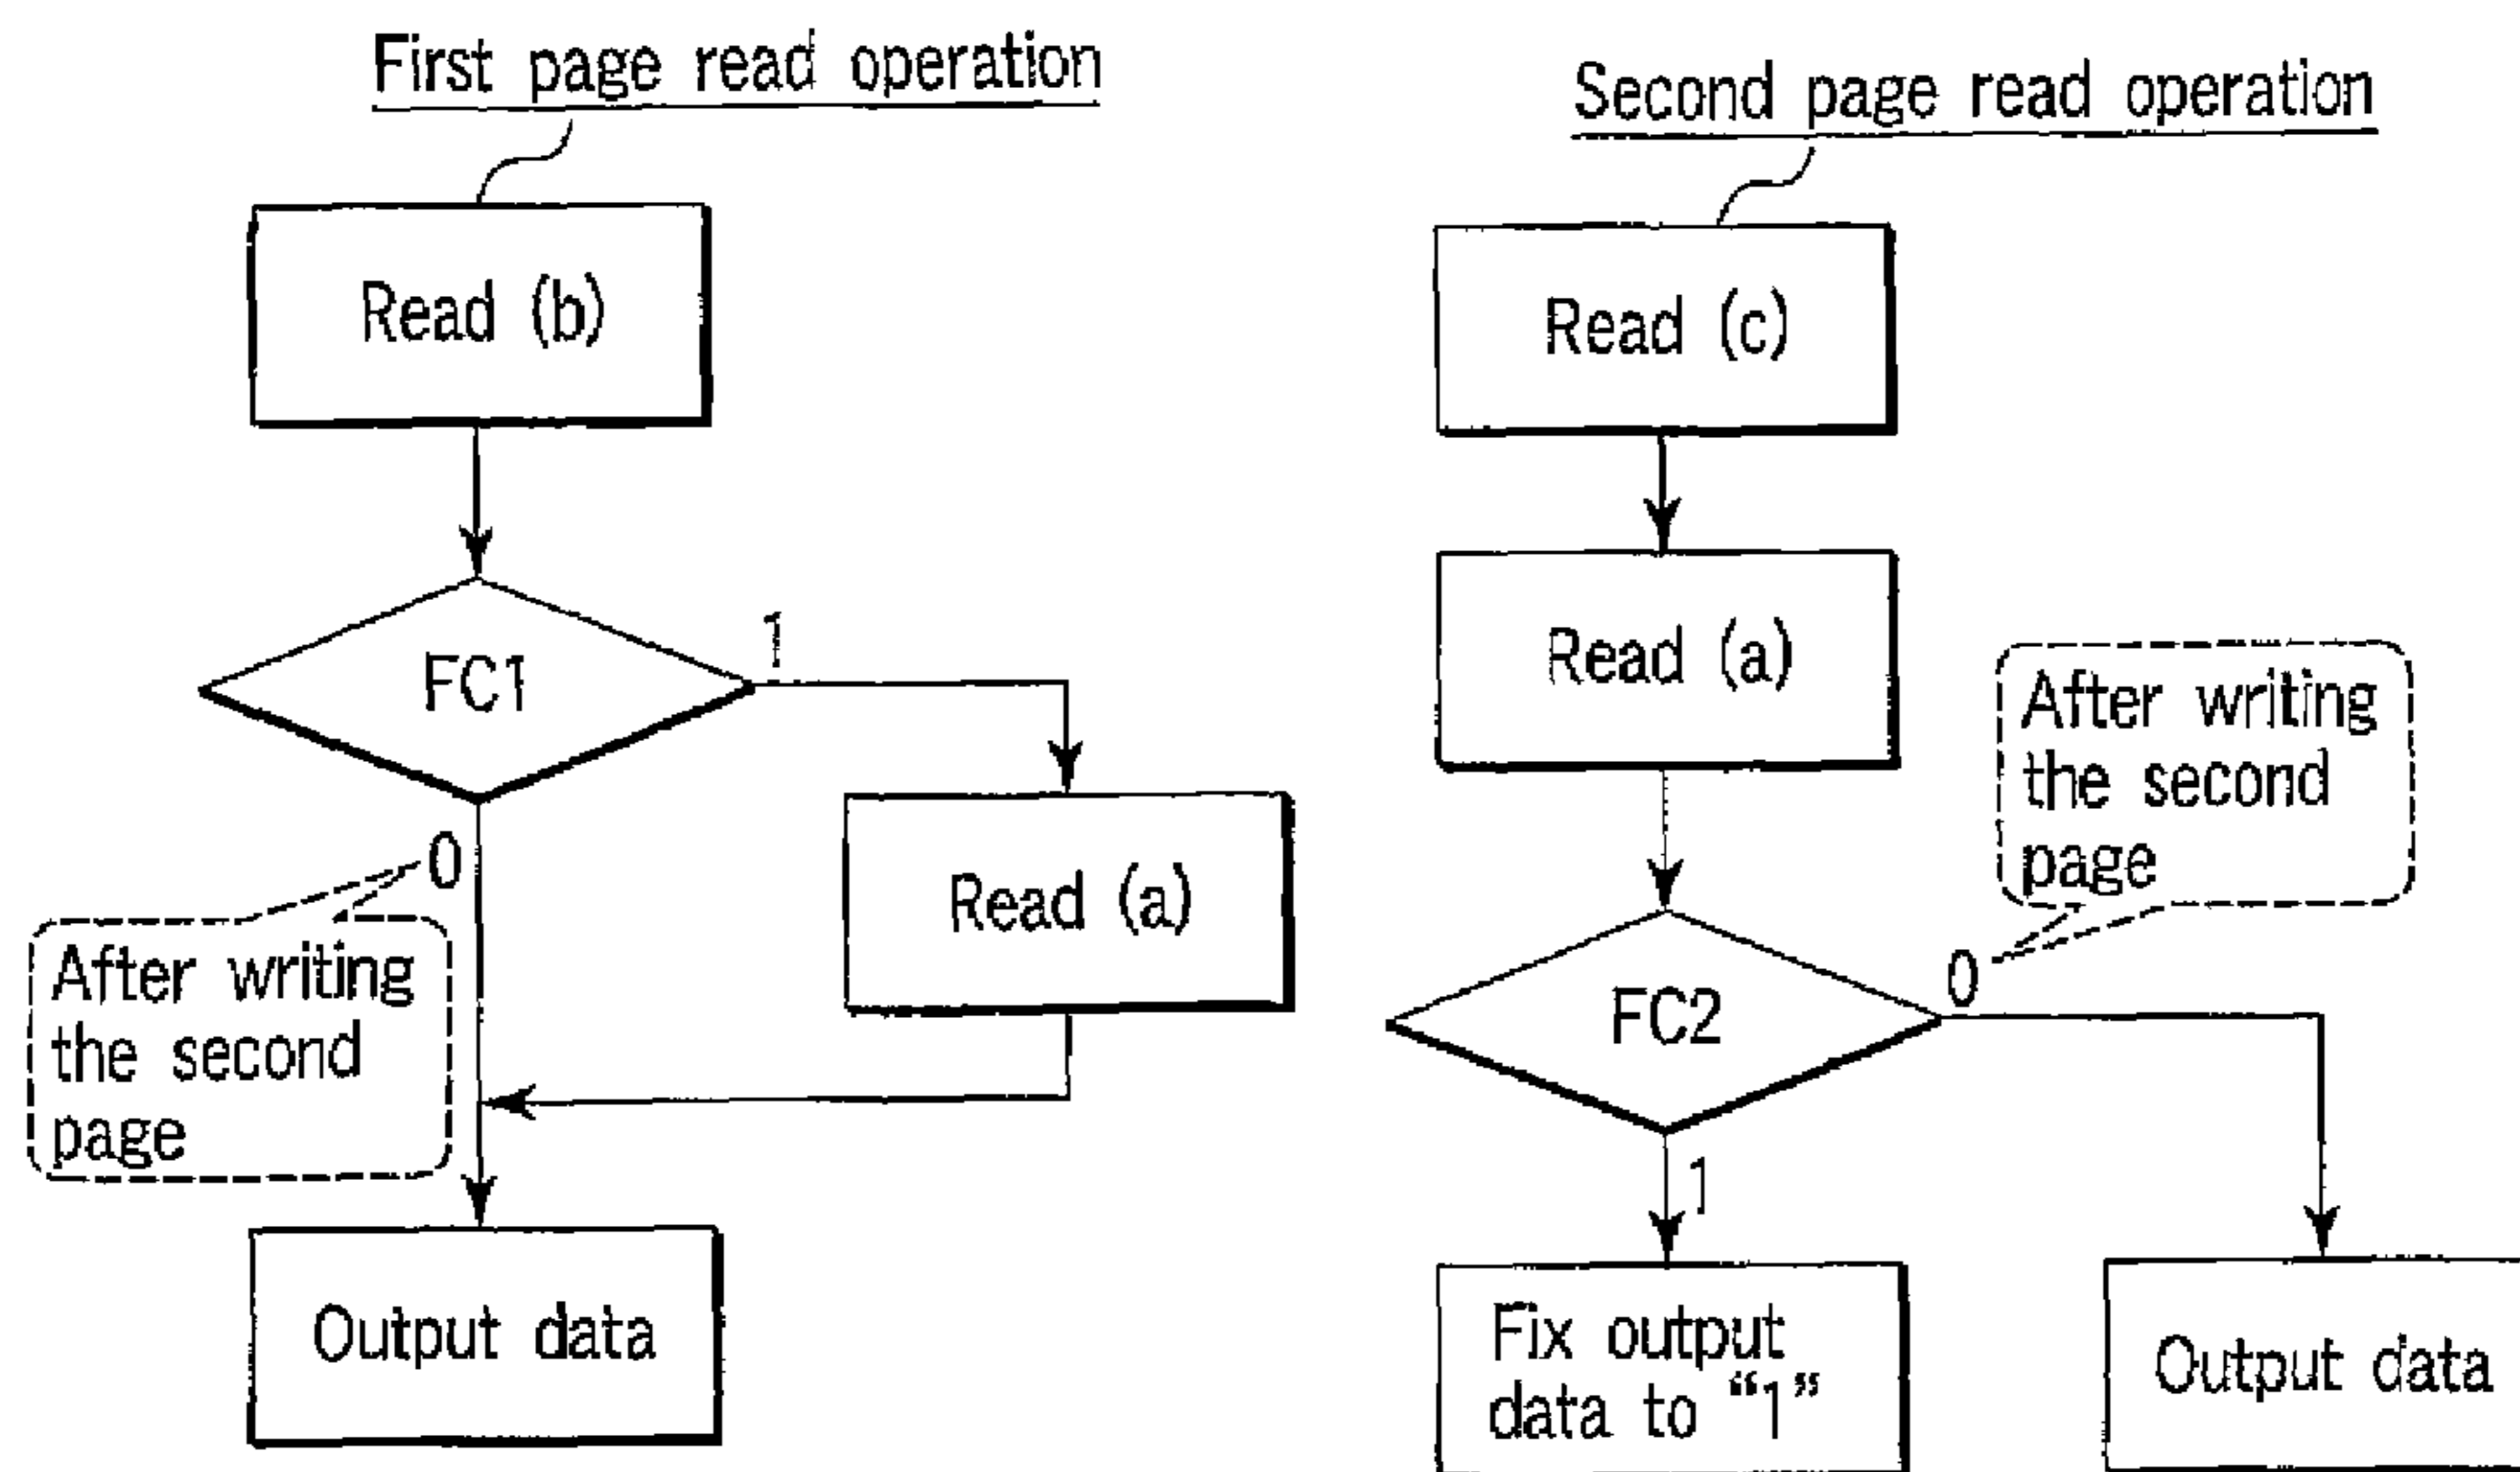 First page read operation
Read (b)
FC1
1
0
Read (a)
After writing
the second
page
Output data
Second page read operation
Read (c)
Read (a)
After writing
the second
page
FC2
0
1
Fix output
data to “1”
Output data